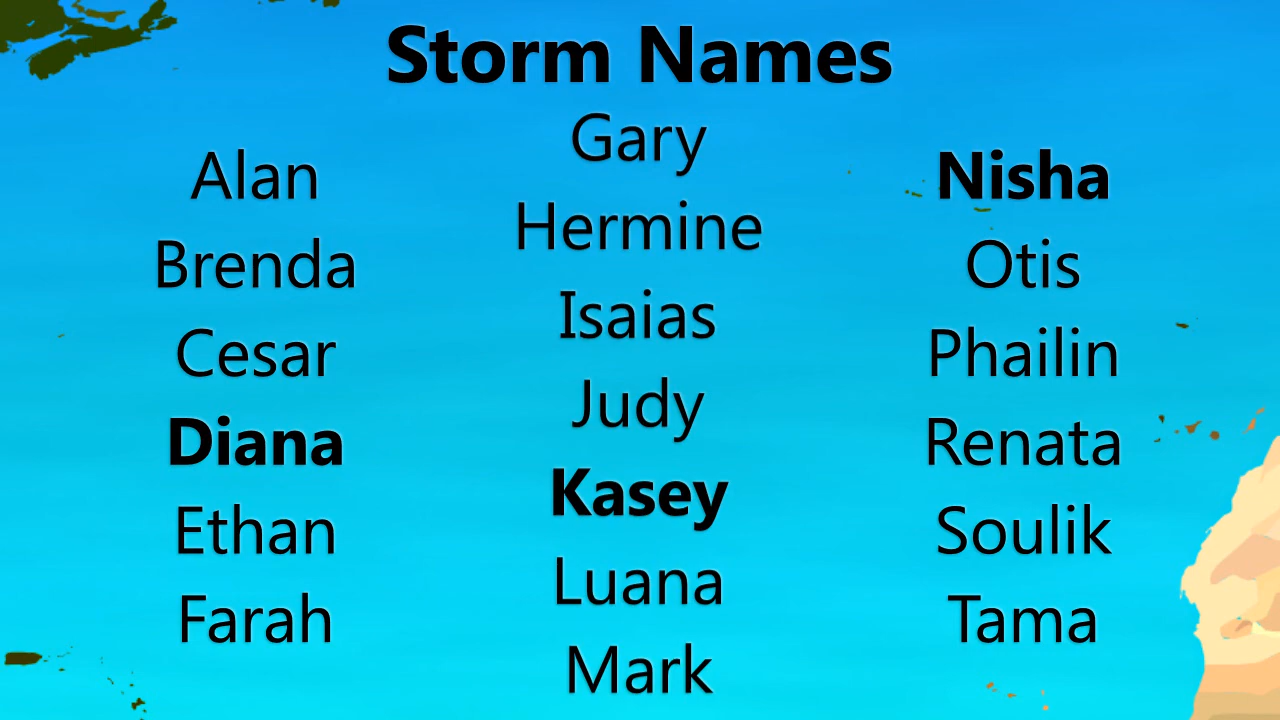 Storm Names
Alan
Brenda
Cesar
Diana
Ethan
Farah
Gary
Hermine
Isaias
Judy
Kasey
Luana
Mark
Nisha
Otis
Phailin
Renata
Soulik
Tama